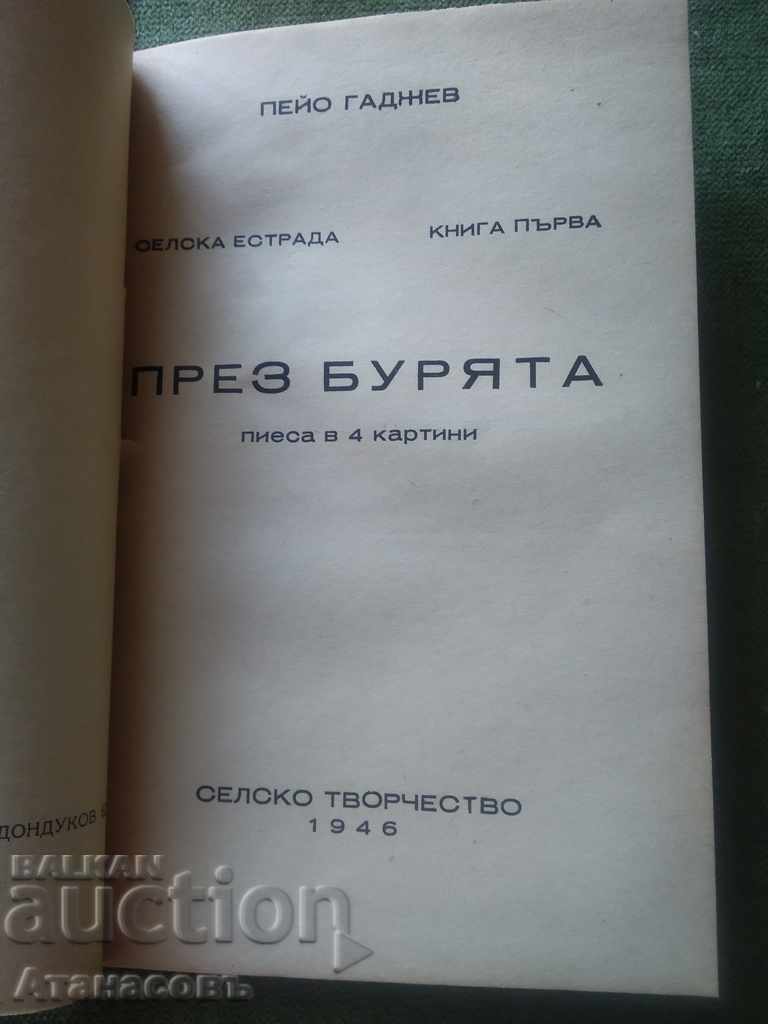 ПЕЙО ГАДЖЕВ
СЕЛСКА ЕСТРАДА КНИГА ПЪРВА
ПРЕЗ БУРЯТА
пиеса в 4 картини
СЕЛСКО ТВОРЧЕСТВО
1946
ДОНДУКОВ
BALKAN
auction
Атанасовъ